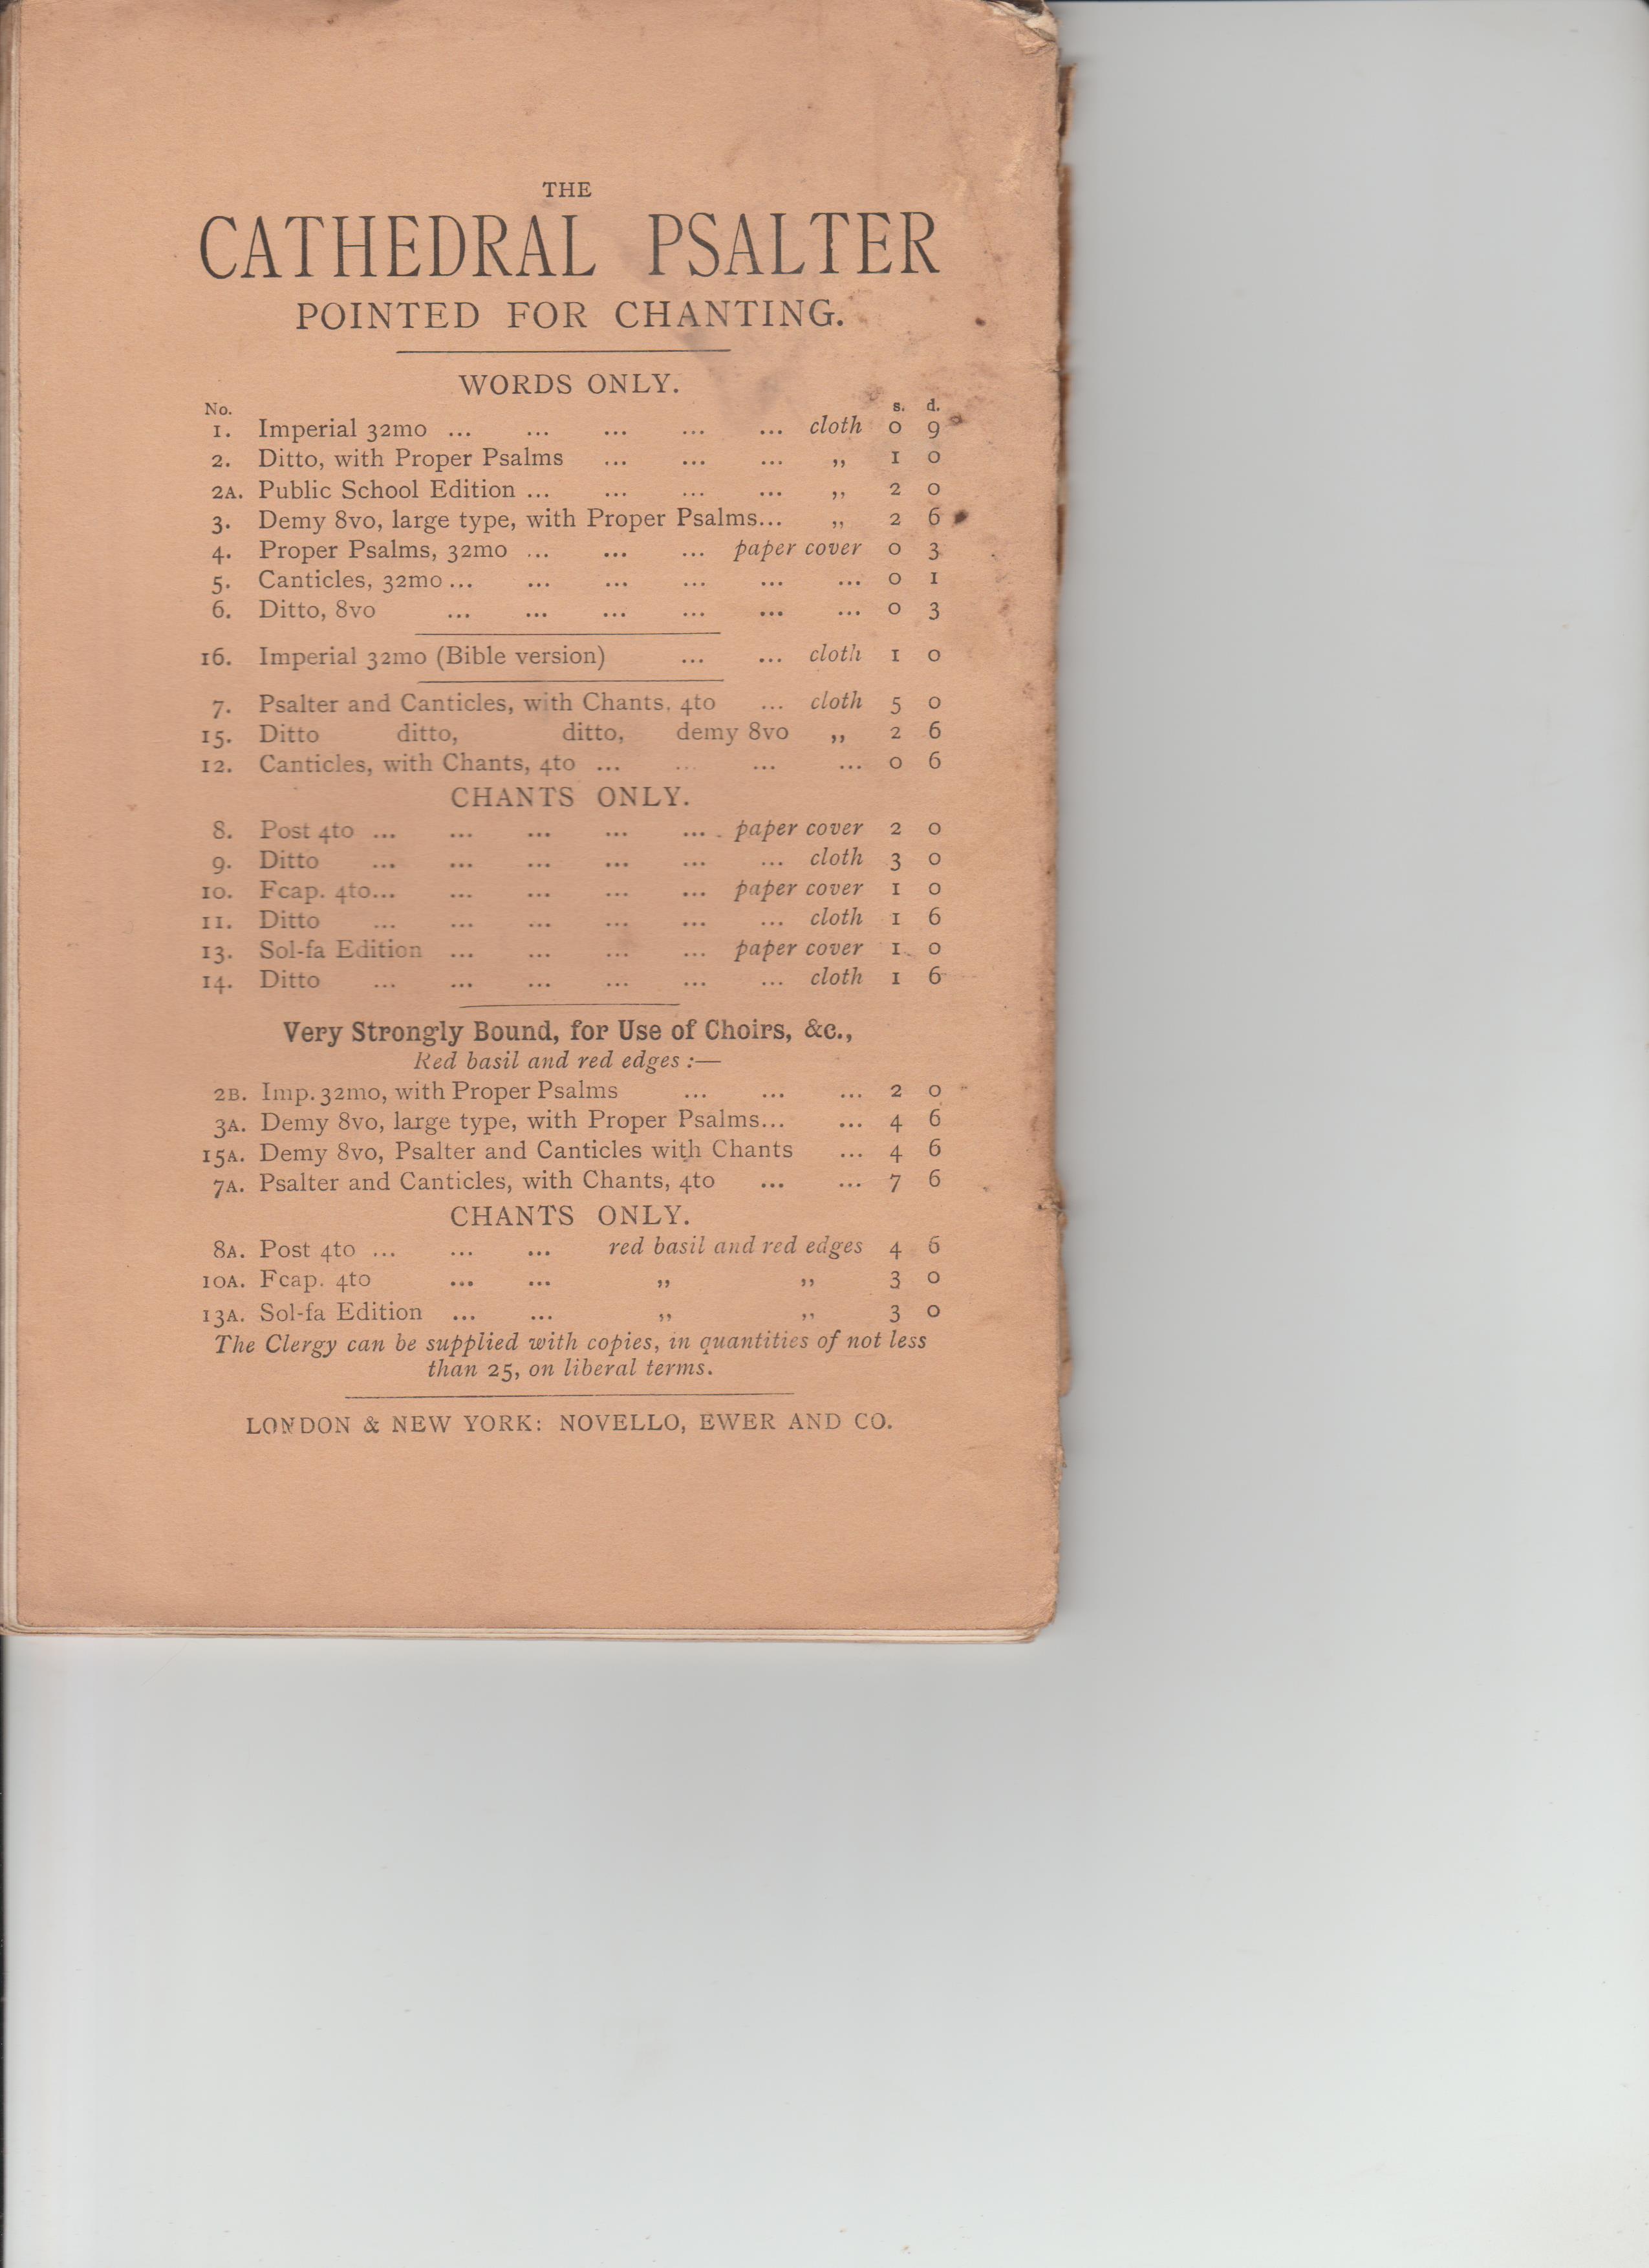 THE
CATHEDRAL PSALTER
POINTED FOR CHANTING.
WORDS ONLY.
No. s. d.
1. Imperial 32mo ... ... ... ... ... cloth 0 9
2. Ditto, with Proper Psalms ... ... ... ,, 1 0
2A. Public School Edition ... ... ... ... ,, 2 0
3. Demy 8vo, large type, with Proper Psalms... ,, 2 6
4. Proper Psalms, 32mo ... ... ... paper cover 0 3
5. Canticles, 32mo ... ... ... ... ... ... 0 1
6. Ditto, 8vo ... ... ... ... ... ... 0 3
16. Imperial 32mo (Bible version) ... ... cloth 1 0
7. Psalter and Canticles, with Chants, 4to ... cloth 5 0
15. Ditto ditto, ditto, demy 8vo ,, 2 6
12. Canticles, with Chants, 4to ... ... ... ... 0 6
CHANTS ONLY.
8. Post 4to ... ... ... ... ... paper cover 2 0
9. Ditto ... ... ... ... ... ... cloth 3 0
10. Fcap. 4to... ... ... ... ... paper cover 1 0
11. Ditto ... ... ... ... ... ... cloth 1 6
13. Sol-fa Edition ... ... ... ... paper cover 1 0
14. Ditto ... ... ... ... ... ... cloth 1 6
Very Strongly Bound, for Use of Choirs, &c.,
Red basil and red edges :—
2B. Imp. 32mo, with Proper Psalms ... ... ... 2 0
3A. Demy 8vo, large type, with Proper Psalms... ... 4 6
15A. Demy 8vo, Psalter and Canticles with Chants ... 4 6
7A. Psalter and Canticles, with Chants, 4to ... ... 7 6
CHANTS ONLY.
8A. Post 4to ... ... ... red basil and red edges 4 6
10A. Fcap. 4to ... ... ,, ,, 3 0
13A. Sol-fa Edition ... ... ,, ,, 3 0
The Clergy can be supplied with copies, in quantities of not less
than 25, on liberal terms.
LONDON & NEW YORK: NOVELLO, EWER AND CO.